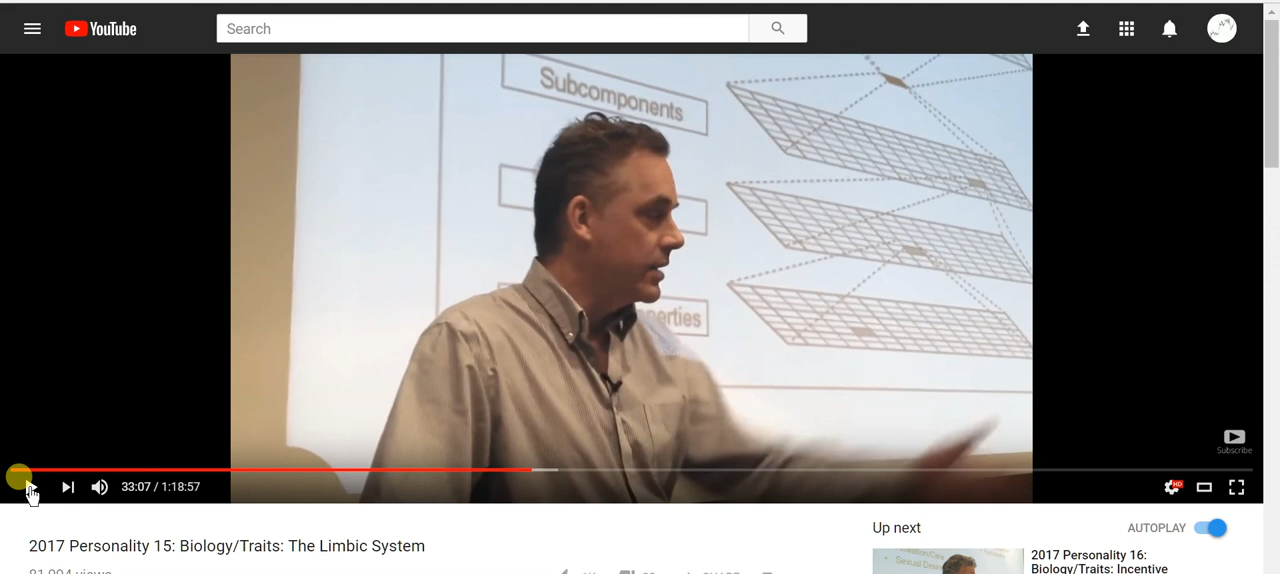 YouTube
Search
Subcomponents
perties
Subscribe
HD
33:07 / 1:18:57
Up next
AUTOPLAY
2017 Personality 15: Biology/Traits: The Limbic System
2017 Personality 16:
Biology/Traits: Incentive